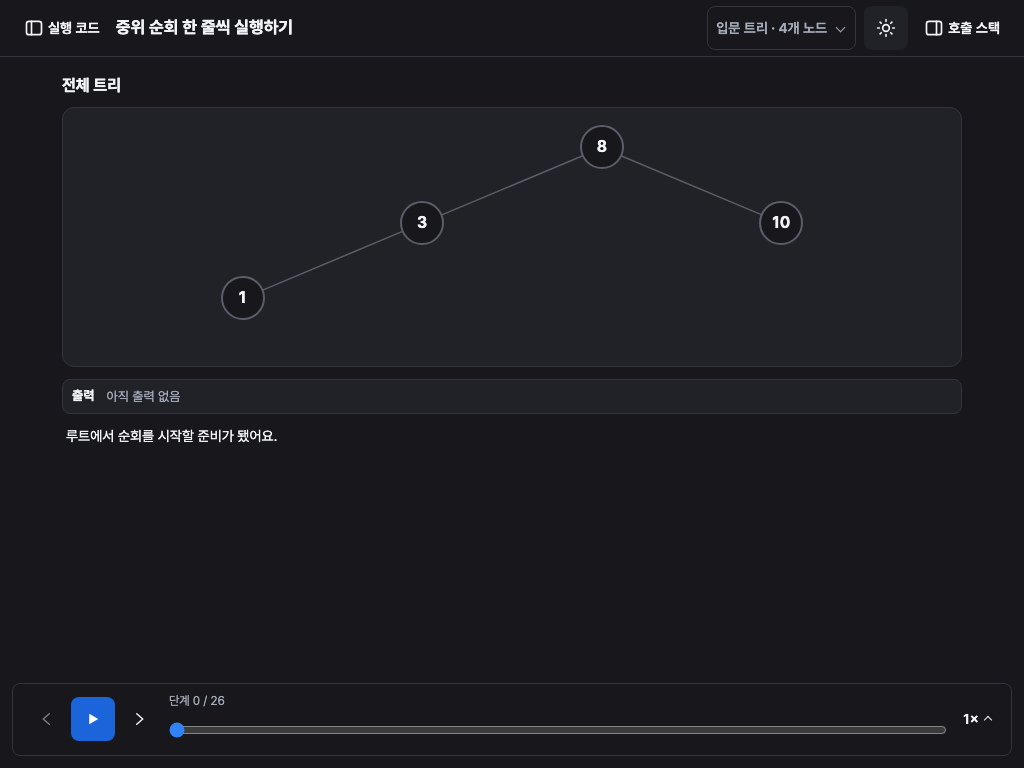 실행 코드
중위 순회 한 줄씩 실행하기
입문 트리 · 4개 노드
호출 스택
전체 트리
8
3
10
1
출력 아직 출력 없음
루트에서 순회를 시작할 준비가 됐어요.
단계 0 / 26
1×